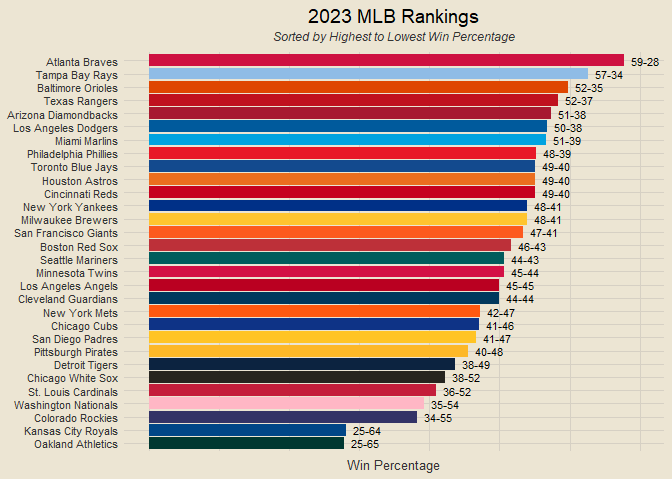 2023 MLB Rankings
Sorted by Highest to Lowest Win Percentage
Atlanta Braves 59-28
Tampa Bay Rays 57-34
Baltimore Orioles 52-35
Texas Rangers 52-37
Arizona Diamondbacks 51-38
Los Angeles Dodgers 50-38
Miami Marlins 51-39
Philadelphia Phillies 48-39
Toronto Blue Jays 49-40
Houston Astros 49-40
Cincinnati Reds 49-40
New York Yankees 48-41
Milwaukee Brewers 48-41
San Francisco Giants 47-41
Boston Red Sox 46-43
Seattle Mariners 44-43
Minnesota Twins 45-44
Los Angeles Angels 45-45
Cleveland Guardians 44-44
New York Mets 42-47
Chicago Cubs 41-46
San Diego Padres 41-47
Pittsburgh Pirates 40-48
Detroit Tigers 38-49
Chicago White Sox 38-52
St. Louis Cardinals 36-52
Washington Nationals 35-54
Colorado Rockies 34-55
Kansas City Royals 25-64
Oakland Athletics 25-65
Win Percentage